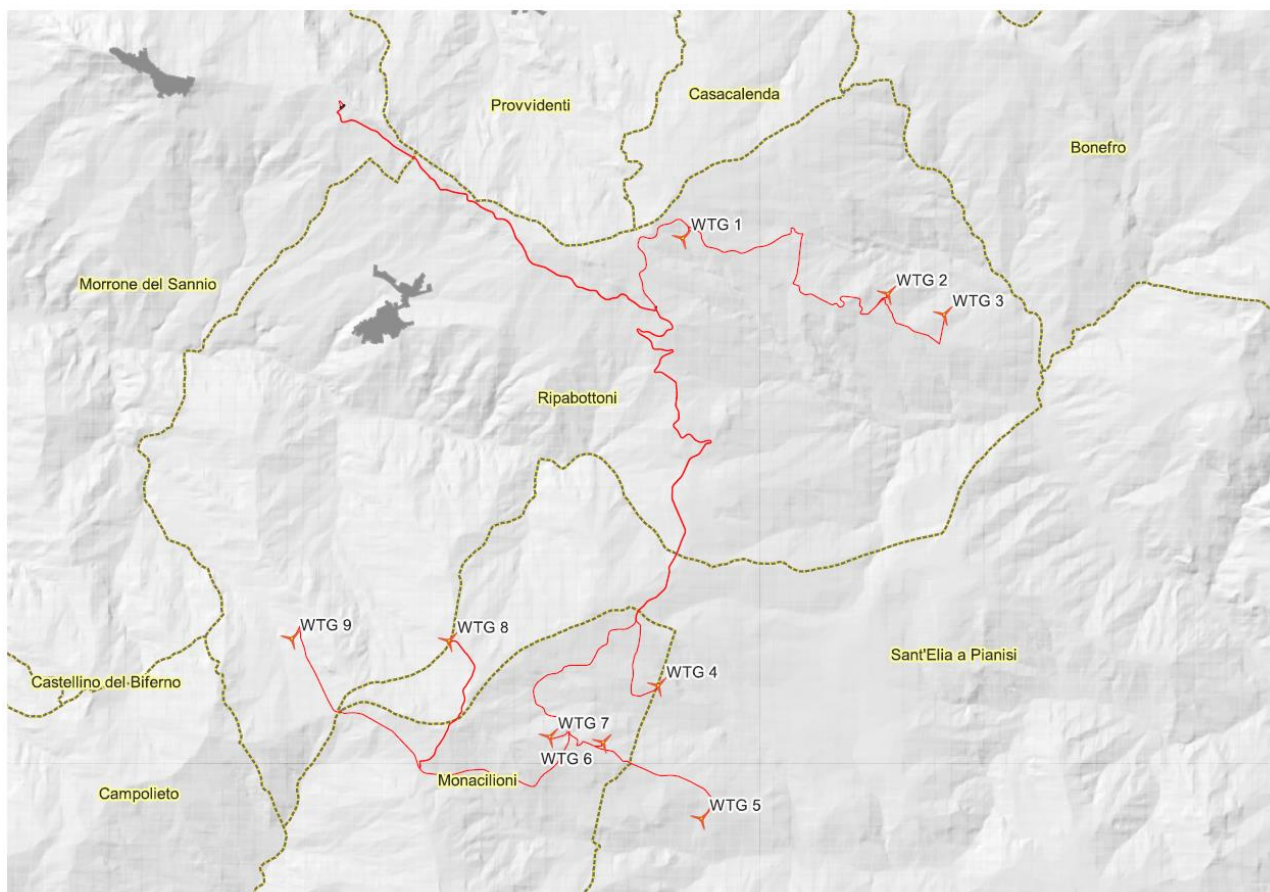 Casacalenda
Provvidenti
Bonefro
WTG 1
Morrone del Sannio
WTG 2
WTG 3
Ripabottoni
WTG 9
WTG 8
Sant'Elia a Pianisi
Castellino del Biferno
WTG 4
WTG 7
WTG 6
Monacilioni
Campolieto
WTG 5